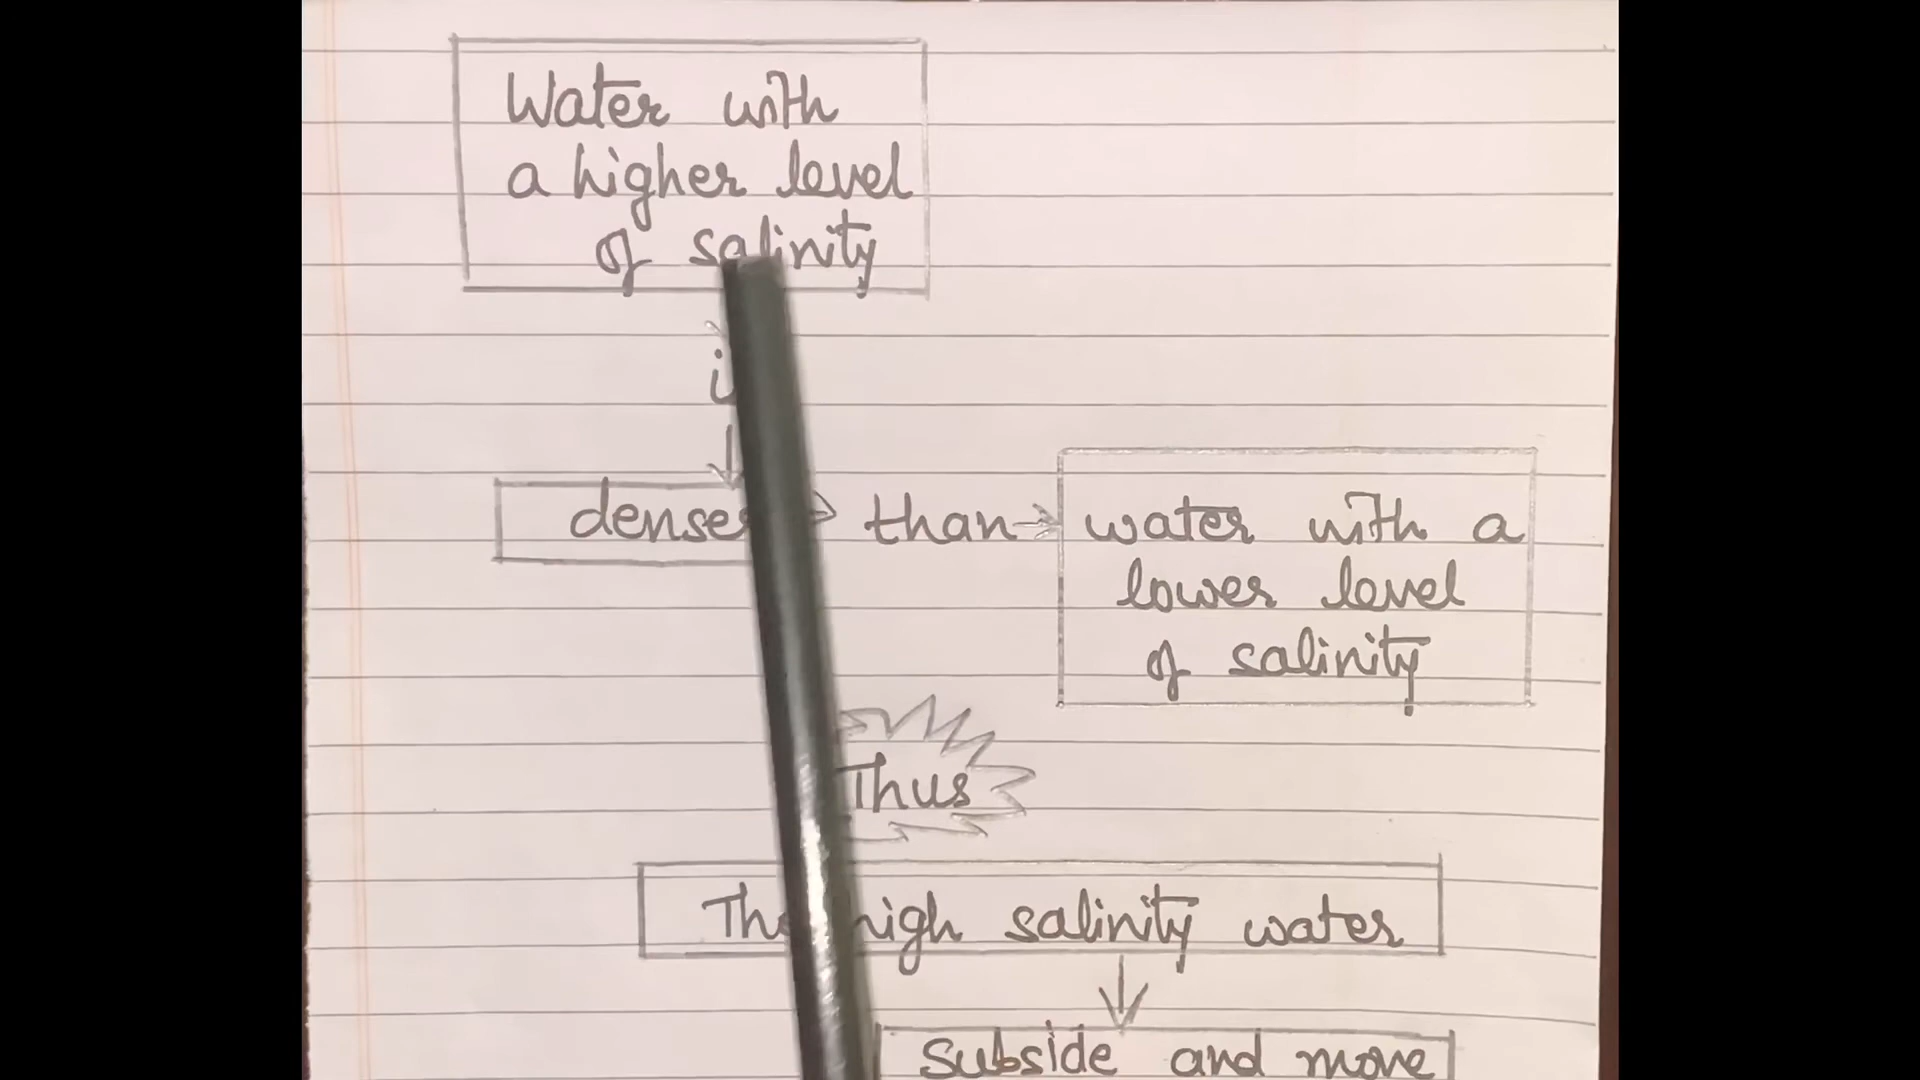 Water with
a higher level
of salinity
denser than water with a
lower level
of salinity
Thus
high salinity water
subside and move